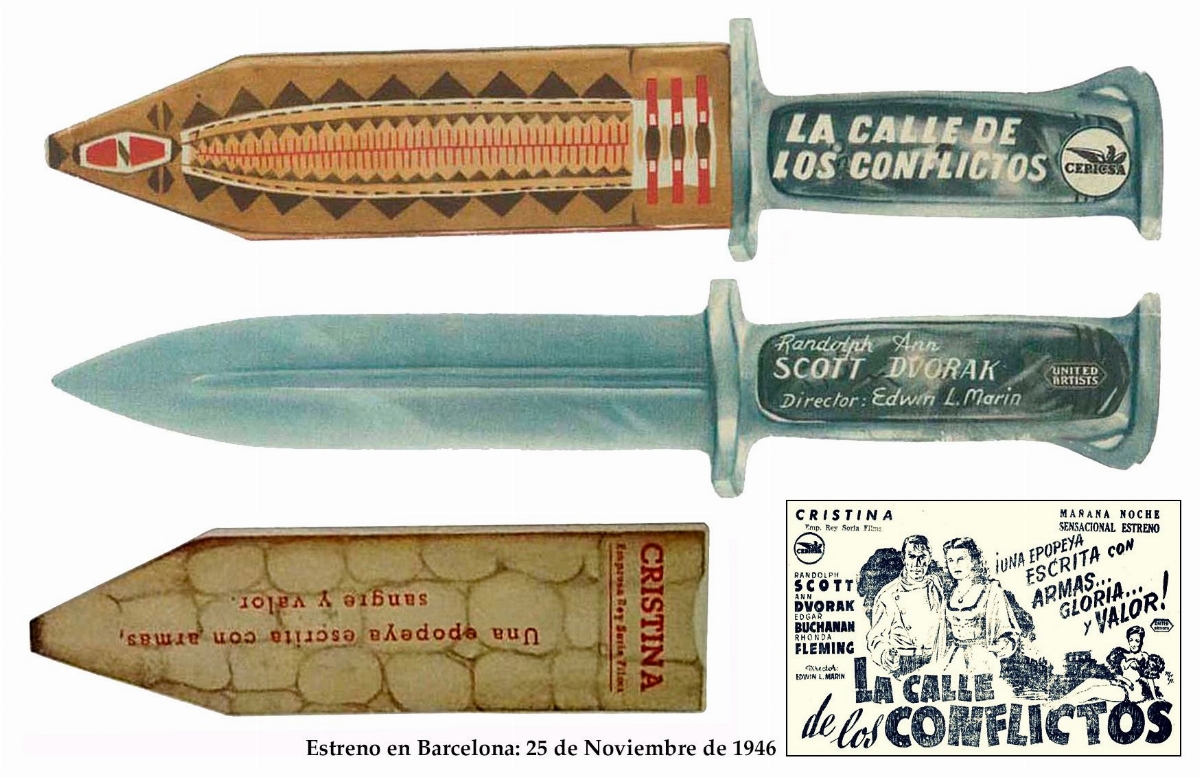 LA CALLE DE
LOS CONFLICTOS
CEPICSA
Randolph Ann
SCOTT DVORAK
Director: Edwin L. Marin
UNITED
ARTISTS
CRISTINA
Empresa Rey Soria Films
Una epopeya escrita con armas,
sangre y valor.
CRISTINA
Emp. Rey Soria Films
CEPICSA
MAÑANA NOCHE
SENSACIONAL ESTRENO
RANDOLPH
SCOTT
ANN
DVORAK
EDGAR
BUCHANAN
RHONDA
FLEMING
Director:
EDWIN L. MARIN
¡UNA EPOPEYA
ESCRITA CON
ARMAS...
GLORIA...
Y VALOR!
LA CALLE
de los CONFLICTOS
Estreno en Barcelona: 25 de Noviembre de 1946